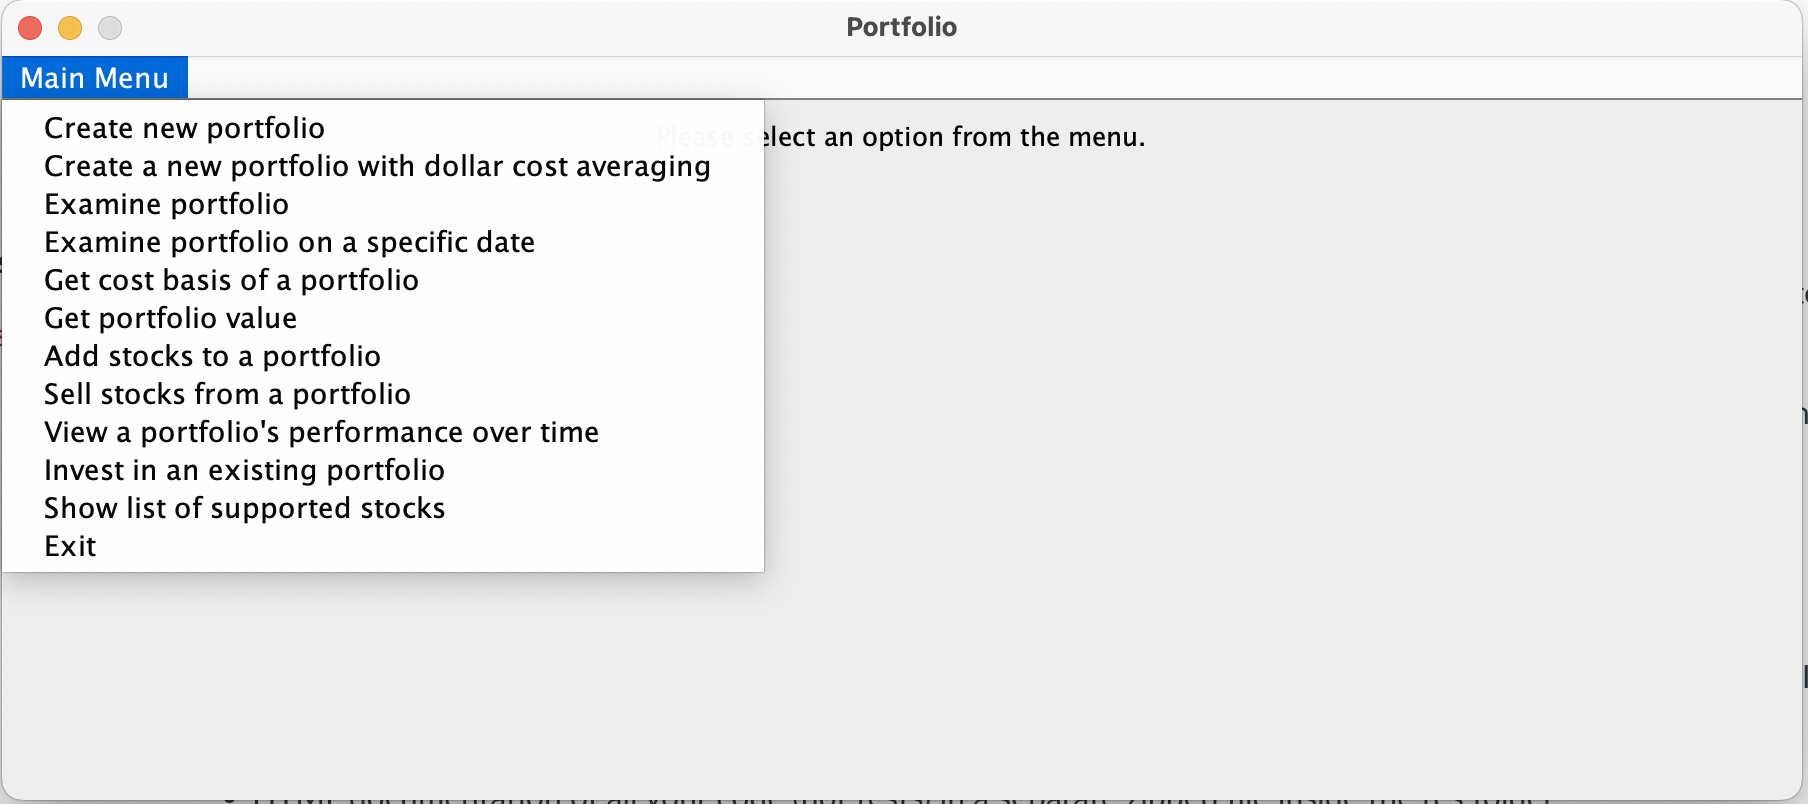 Portfolio
Main Menu
Please select an option from the menu.
Create new portfolio
Create a new portfolio with dollar cost averaging
Examine portfolio
Examine portfolio on a specific date
Get cost basis of a portfolio
Get portfolio value
Add stocks to a portfolio
Sell stocks from a portfolio
View a portfolio's performance over time
Invest in an existing portfolio
Show list of supported stocks
Exit